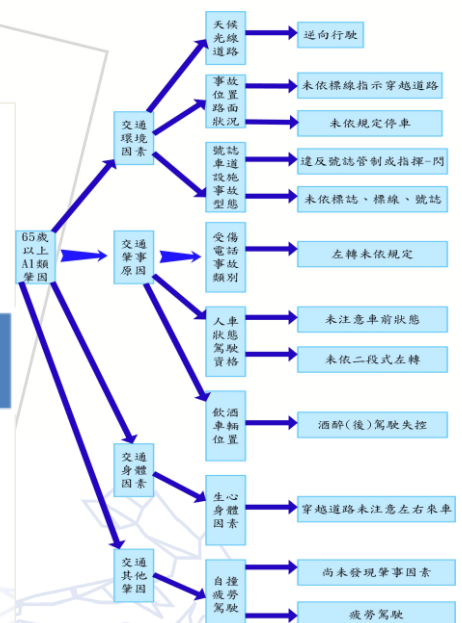 天候
光線
道路
逆向行駛
事故
位置
路面
狀況
未依標線指示穿越道路
未依規定停車
交通
環境
因素
號誌
車道
設施
事故
型態
違反號誌管制或指揮-閃
未依標誌、標線、號誌
65歲
以上
A1類
肇因
交通
肇事
原因
受傷
電話
事故
類別
左轉未依規定
人車
狀態
駕駛
資格
未注意車前狀態
未依二段式左轉
飲酒
車輛
位置
酒醉(後)駕駛失控
交通
身體
因素
生心
身體
因素
穿越道路未注意左右來車
交通
其他
肇因
自撞
疲勞
駕駛
尚未發現肇事因素
疲勞駕駛